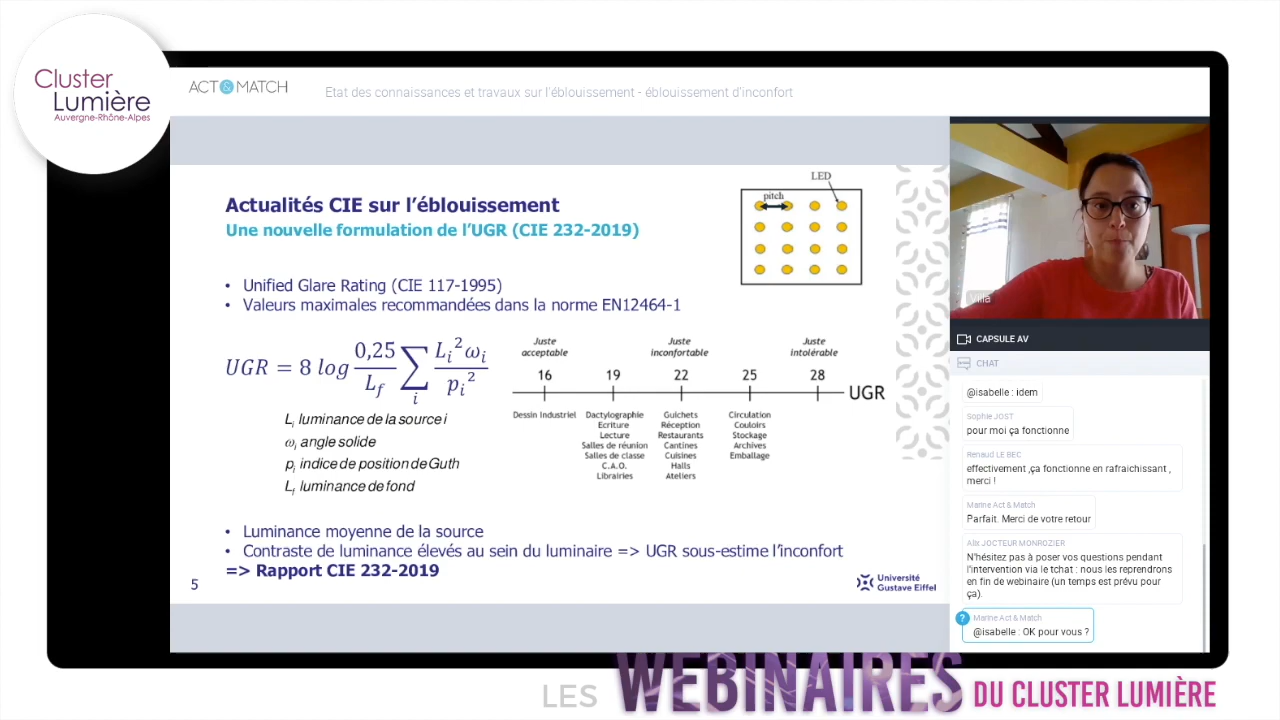 Cluster
Lumière
Auvergne-Rhône-Alpes
ACT & MATCH
Etat des connaissances et travaux sur l'éblouissement - éblouissement d'inconfort
Actualités CIE sur l'éblouissement
Une nouvelle formulation de l'UGR (CIE 232-2019)
LED
pitch
• Unified Glare Rating (CIE 117-1995)
• Valeurs maximales recommandées dans la norme EN12464-1
UGR = 8 log 0,25/L_f ∑_i L_i² ω_i / p_i²
L_i luminance de la source i
ω_i angle solide
p_i indice de position de Guth
L_f luminance de fond
Juste acceptable
Juste inconfortable
Juste intolérable
16 19 22 25 28 UGR
Dessin Industriel
Dactylographie
Ecriture
Lecture
Salles de réunion
Salles de classe
C.A.O.
Librairies
Guichets
Réception
Restaurants
Cantines
Cuisines
Halls
Ateliers
Circulation
Couloirs
Stockage
Archives
Emballage
• Luminance moyenne de la source
• Contraste de luminance élevés au sein du luminaire => UGR sous-estime l'inconfort
=> Rapport CIE 232-2019
5
Université
Gustave Eiffel
Villa
CAPSULE AV
CHAT
@isabelle : idem
Sophie JOST
pour moi ça fonctionne
Renaud LE BEC
effectivement ,ça fonctionne en rafraichissant ,
merci !
Marine Act & Match
Parfait. Merci de votre retour
Alix JOCTEUR MONROZIER
N'hésitez pas à poser vos questions pendant
l'intervention via le tchat : nous les reprendrons
en fin de webinaire (un temps est prévu pour
ça).
?
Marine Act & Match
@isabelle : OK pour vous ?
LES WEBINAIRES DU CLUSTER LUMIÈRE